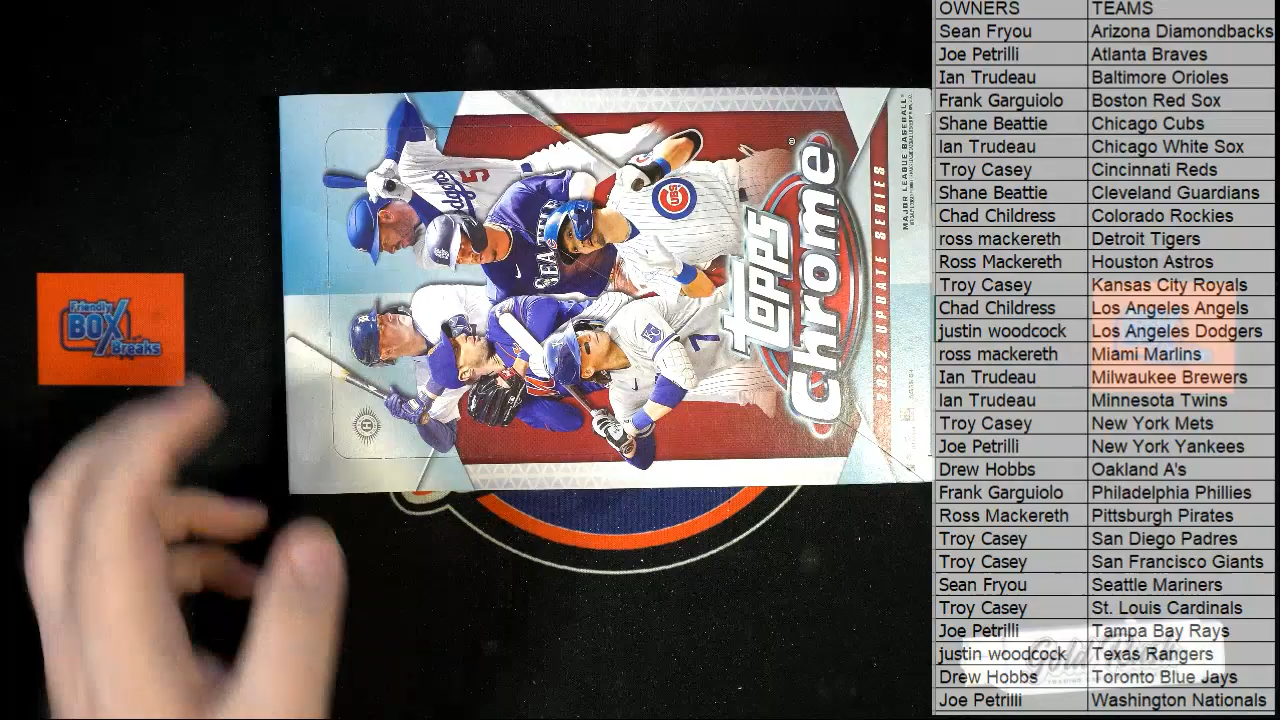 OWNERS TEAMS
Sean Fryou Arizona Diamondbacks
Joe Petrilli Atlanta Braves
Ian Trudeau Baltimore Orioles
Frank Garguiolo Boston Red Sox
Shane Beattie Chicago Cubs
Ian Trudeau Chicago White Sox
Troy Casey Cincinnati Reds
Shane Beattie Cleveland Guardians
Chad Childress Colorado Rockies
ross mackereth Detroit Tigers
Ross Mackereth Houston Astros
Troy Casey Kansas City Royals
Chad Childress Los Angeles Angels
justin woodcock Los Angeles Dodgers
ross mackereth Miami Marlins
Ian Trudeau Milwaukee Brewers
Ian Trudeau Minnesota Twins
Troy Casey New York Mets
Joe Petrilli New York Yankees
Drew Hobbs Oakland A's
Frank Garguiolo Philadelphia Phillies
Ross Mackereth Pittsburgh Pirates
Troy Casey San Diego Padres
Troy Casey San Francisco Giants
Sean Fryou Seattle Mariners
Troy Casey St. Louis Cardinals
Joe Petrilli Tampa Bay Rays
justin woodcock Texas Rangers
Drew Hobbs Toronto Blue Jays
Joe Petrilli Washington Nationals
Friendly
BOX
Breaks
topps
Chrome
®
2022 UPDATE SERIES
MAJOR LEAGUE BASEBALL
Dodgers
5
SEATTLE
CUBS
7
H